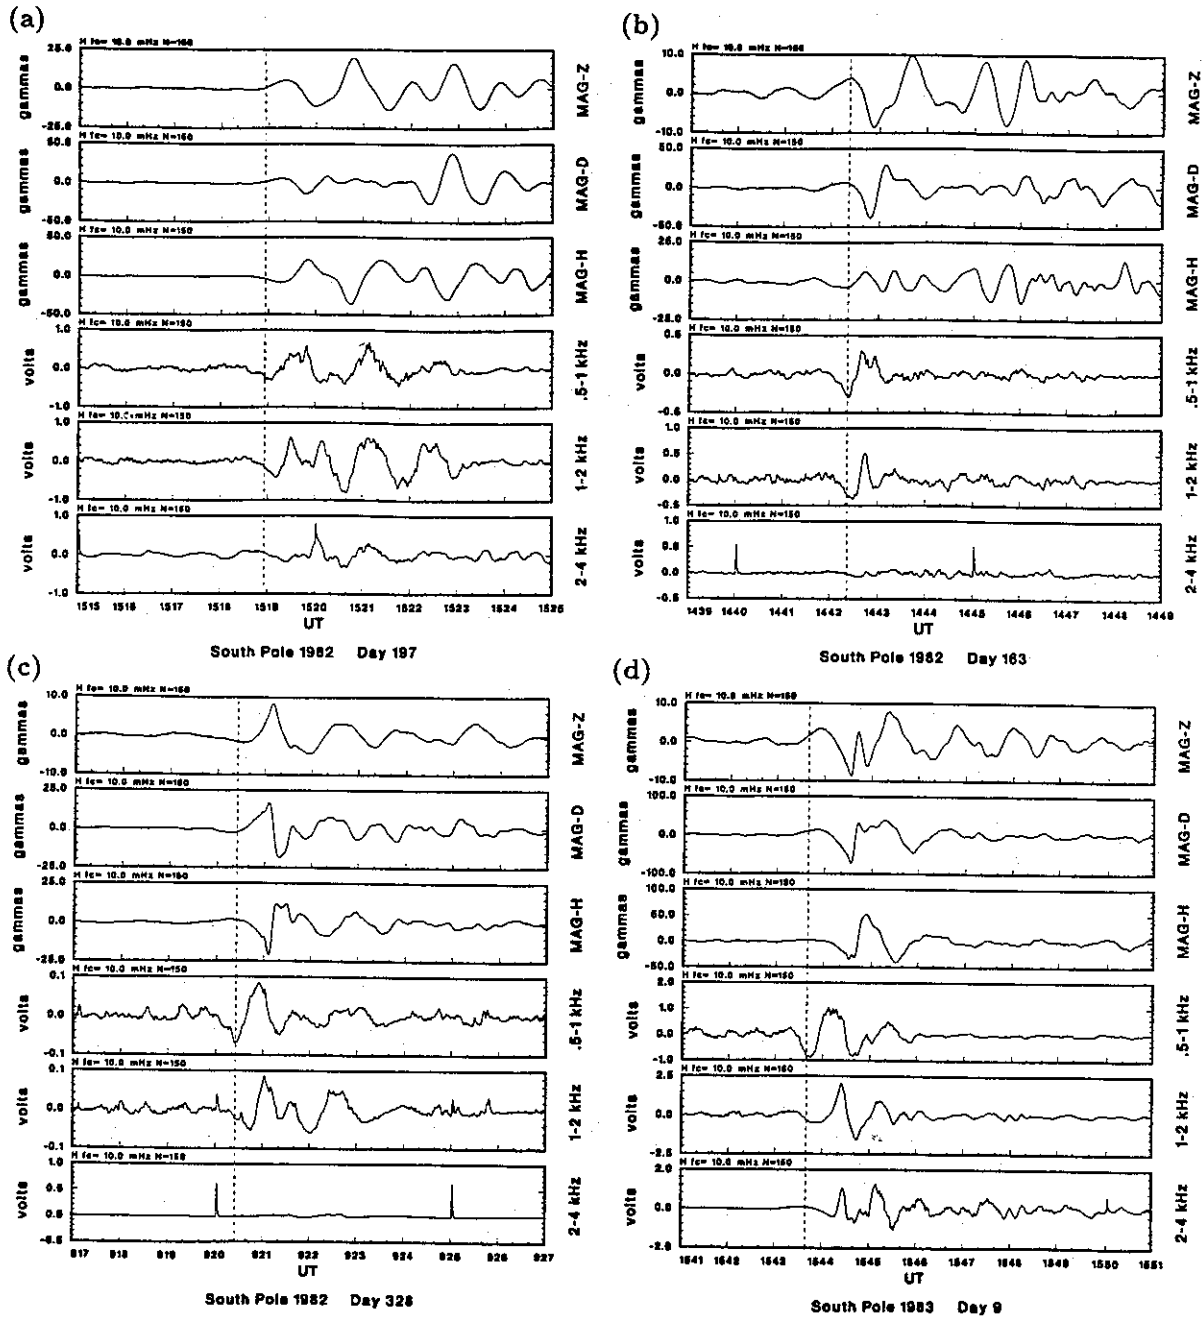 (a)
H fc= 10.0 mHz N=150
25.0
0.0
-25.0
gammas
MAG-Z
H fc= 10.0 mHz N=150
50.0
0.0
-50.0
gammas
MAG-D
H fc= 10.0 mHz N=150
50.0
0.0
-50.0
gammas
MAG-H
H fc= 10.0 mHz N=150
1.0
0.0
-1.0
volts
.5-1 kHz
H fc= 10.0 mHz N=150
1.0
0.0
-1.0
volts
1-2 kHz
H fc= 10.0 mHz N=150
1.0
0.0
-1.0
volts
2-4 kHz
1515 1516 1517 1518 1519 1520 1521 1522 1523 1524 1525
UT
South Pole 1982 Day 197
(b)
H fc= 10.0 mHz N=150
10.0
0.0
-10.0
gammas
MAG-Z
H fc= 10.0 mHz N=150
50.0
0.0
-50.0
gammas
MAG-D
H fc= 10.0 mHz N=150
25.0
0.0
-25.0
gammas
MAG-H
H fc= 10.0 mHz N=150
0.5
0.0
-0.5
volts
.5-1 kHz
H fc= 10.0 mHz N=150
1.0
0.5
0.0
-0.5
volts
1-2 kHz
H fc= 10.0 mHz N=150
1.0
0.5
0.0
-0.5
volts
2-4 kHz
1439 1440 1441 1442 1443 1444 1445 1446 1447 1448 1449
UT
South Pole 1982 Day 163
(c)
H fc= 10.0 mHz N=150
10.0
0.0
-10.0
gammas
MAG-Z
H fc= 10.0 mHz N=150
25.0
0.0
-25.0
gammas
MAG-D
H fc= 10.0 mHz N=150
25.0
0.0
-25.0
gammas
MAG-H
H fc= 10.0 mHz N=150
0.1
0.0
-0.1
volts
.5-1 kHz
H fc= 10.0 mHz N=150
0.1
0.0
-0.1
volts
1-2 kHz
H fc= 10.0 mHz N=150
1.0
0.5
0.0
-0.5
volts
2-4 kHz
917 918 919 920 921 922 923 924 925 926 927
UT
South Pole 1982 Day 328
(d)
H fc= 10.0 mHz N=150
10.0
0.0
-10.0
gammas
MAG-Z
H fc= 10.0 mHz N=150
100.0
0.0
-100.0
gammas
MAG-D
H fc= 10.0 mHz N=150
100.0
50.0
0.0
-50.0
gammas
MAG-H
H fc= 10.0 mHz N=150
2.0
1.0
0.0
-1.0
volts
.5-1 kHz
H fc= 10.0 mHz N=150
2.5
0.0
-2.5
volts
1-2 kHz
H fc= 10.0 mHz N=150
2.0
0.0
-2.0
volts
2-4 kHz
1541 1542 1543 1544 1545 1546 1547 1548 1549 1550 1551
UT
South Pole 1983 Day 9